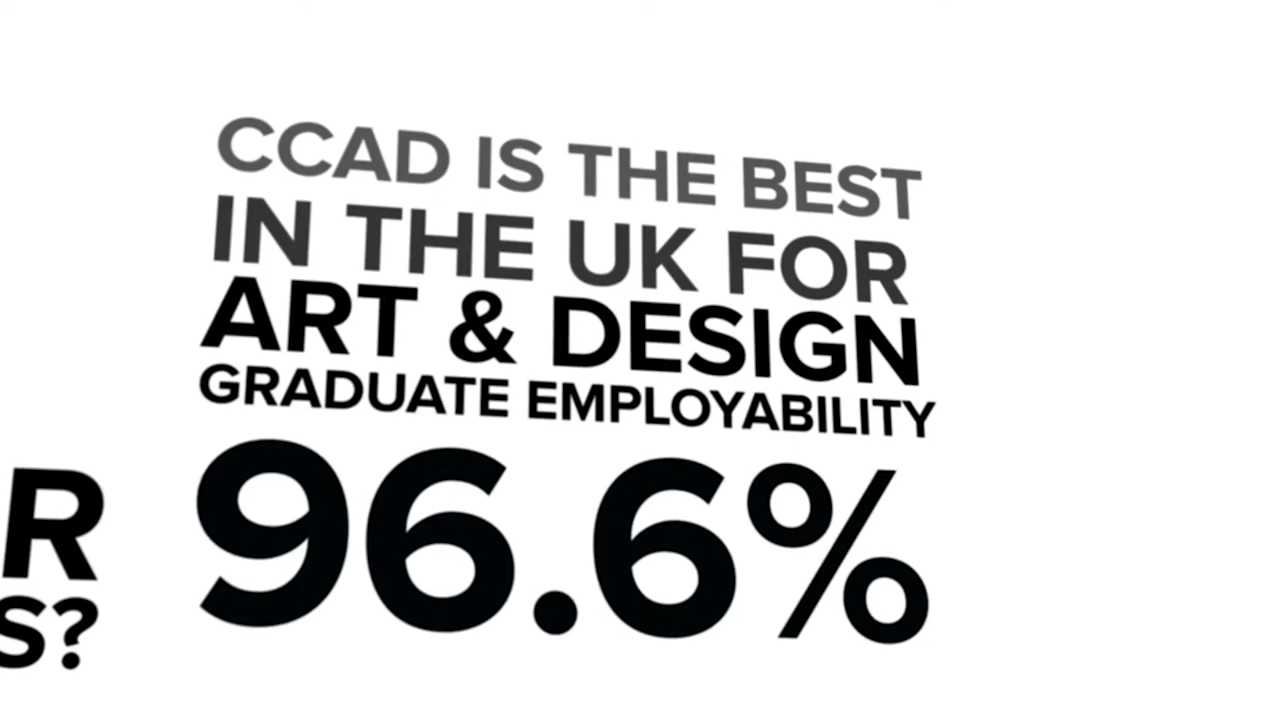 CCAD IS THE BEST
IN THE UK FOR
ART & DESIGN
GRADUATE EMPLOYABILITY
96.6%
R
S?